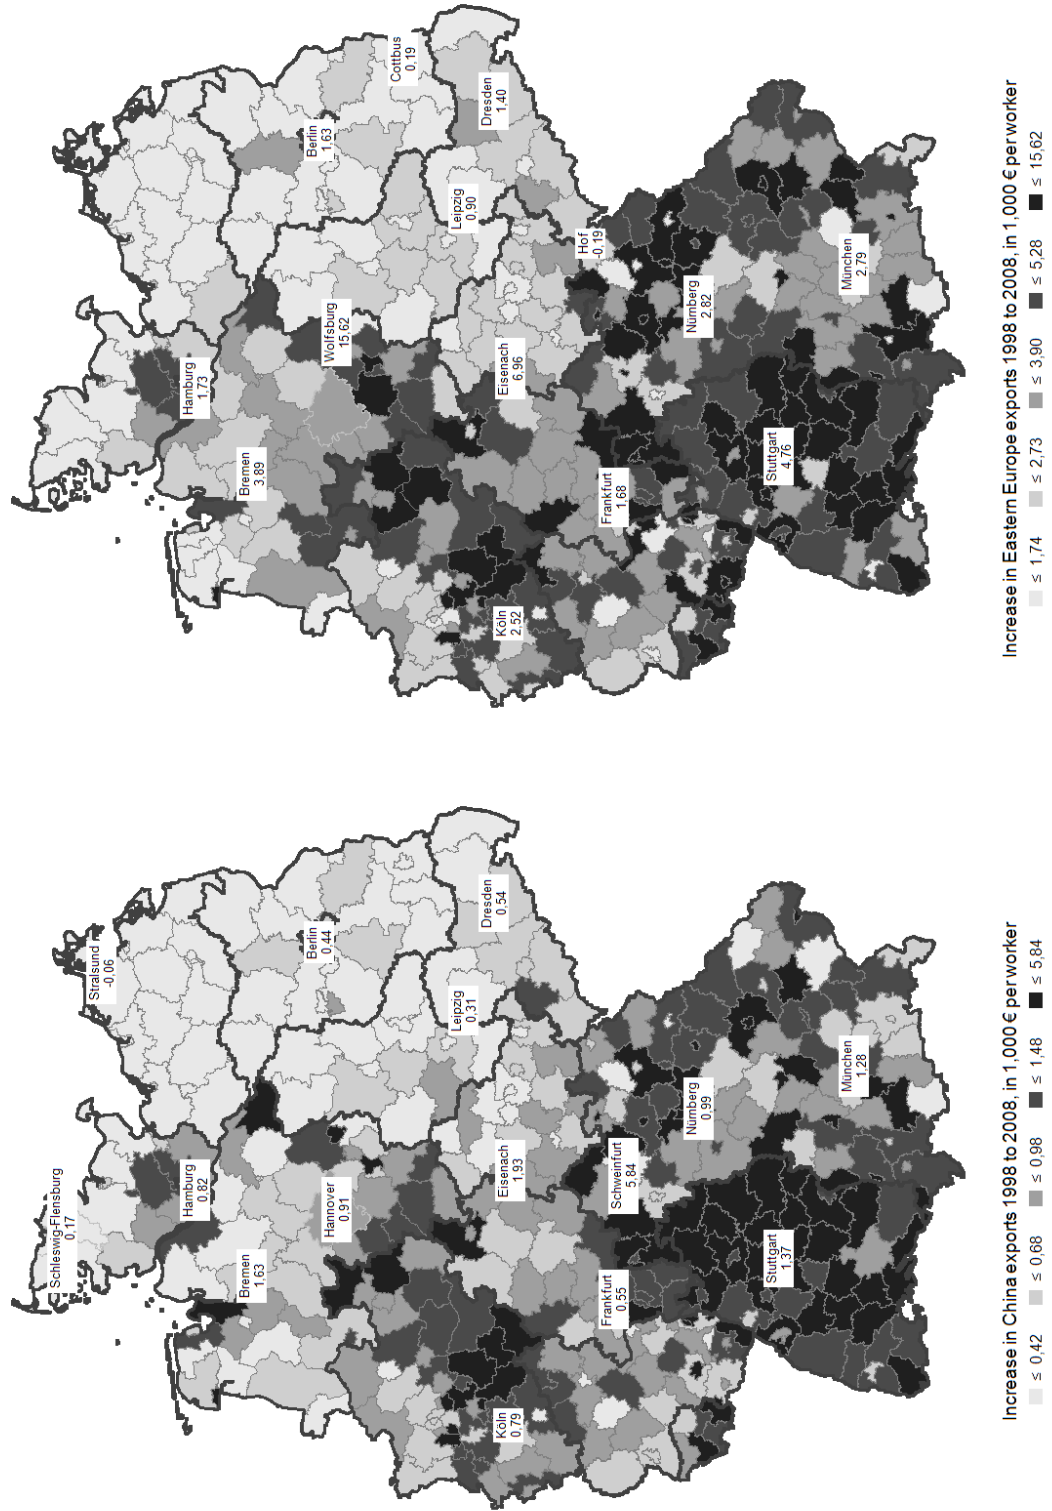 Schleswig-Flensburg
0,17
Stralsund
-0,06
Hamburg
0,82
Bremen
1,63
Hannover
0,91
Berlin
0,44
Leipzig
0,31
Dresden
0,54
Eisenach
1,93
Köln
0,79
Frankfurt
0,55
Schweinfurt
5,84
Nürnberg
0,99
Stuttgart
1,37
München
1,28
Increase in China exports 1998 to 2008, in 1,000 € per worker
≤ 0,42
≤ 0,68
≤ 0,98
≤ 1,48
≤ 5,84
Hamburg
1,73
Bremen
3,89
Wolfsburg
15,62
Berlin
1,63
Cottbus
0,19
Leipzig
0,90
Dresden
1,40
Eisenach
6,96
Köln
2,52
Hof
-0,19
Frankfurt
1,68
Nürnberg
2,82
Stuttgart
4,76
München
2,79
Increase in Eastern Europe exports 1998 to 2008, in 1,000 € per worker
≤ 1,74
≤ 2,73
≤ 3,90
≤ 5,28
≤ 15,62